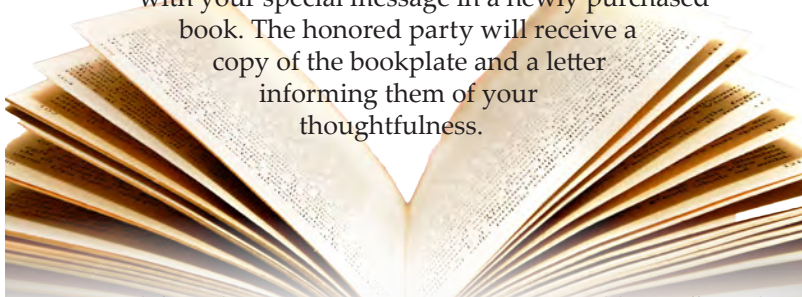 with your special message in a newly purchased
book. The honored party will receive a
copy of the bookplate and a letter
informing them of your
thoughtfulness.